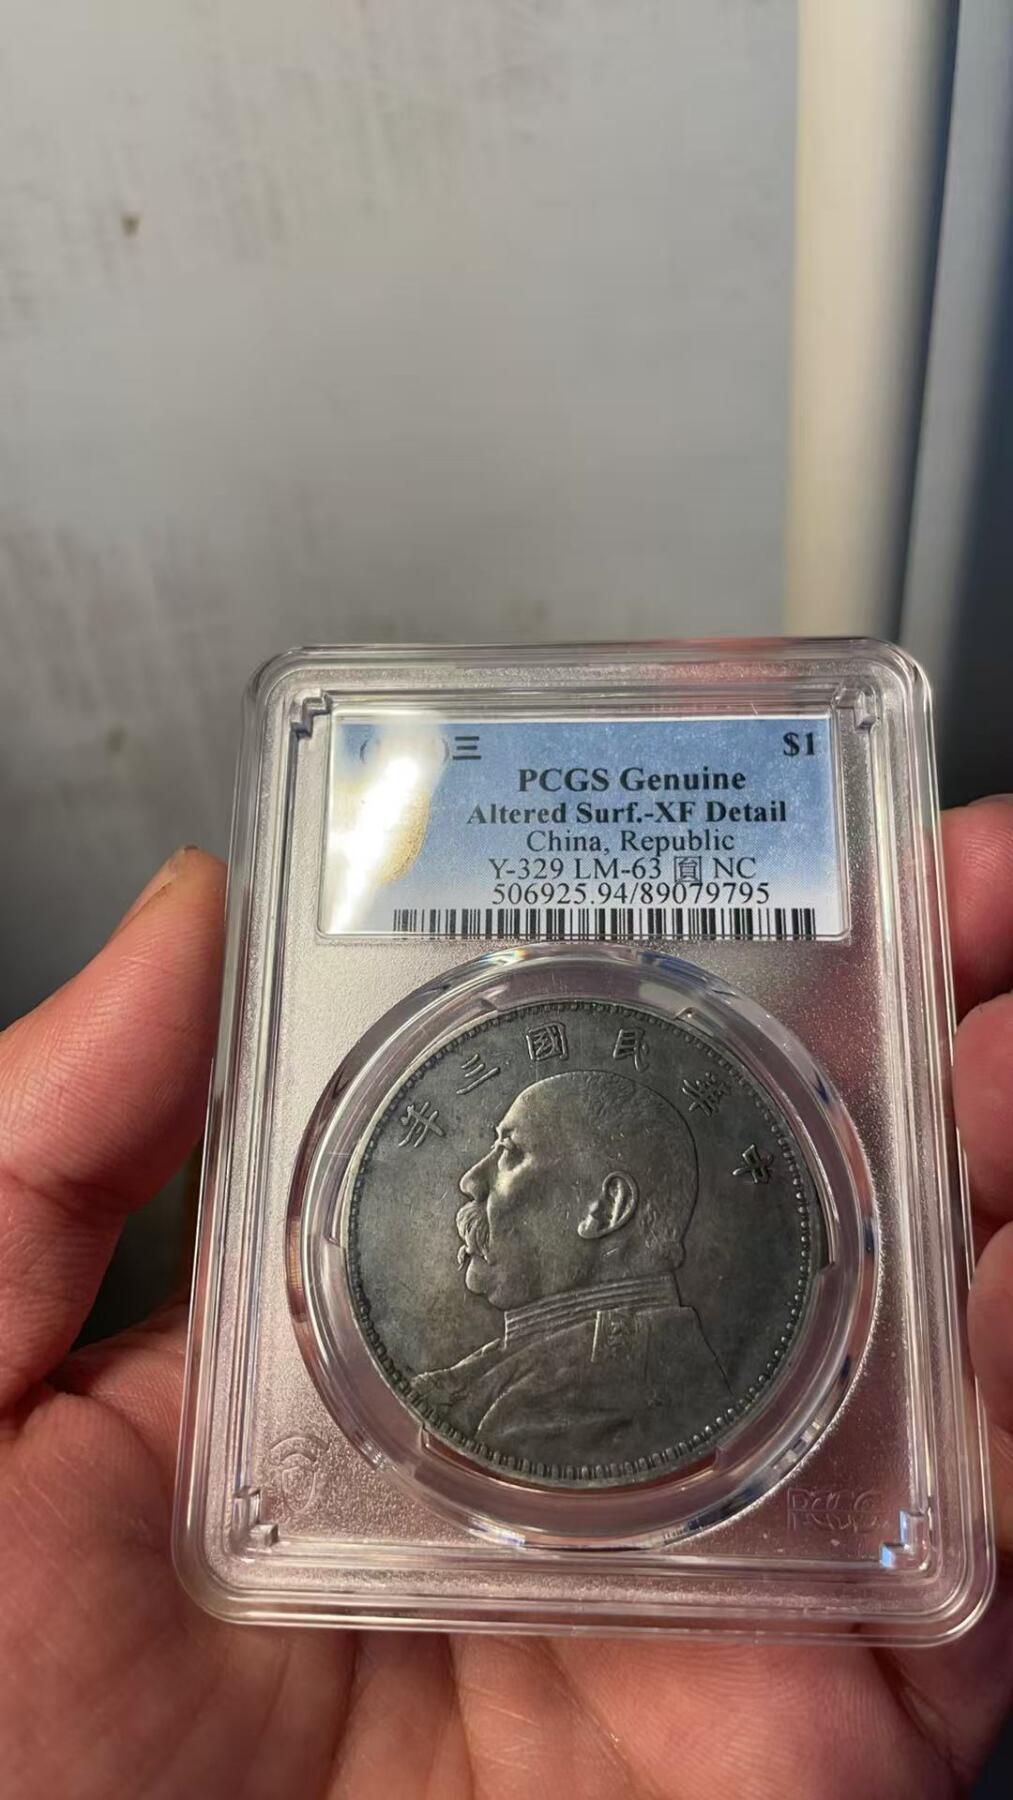 三 $1
PCGS Genuine
Altered Surf.-XF Detail
China, Republic
Y-329 LM-63 圓 NC
506925.94/89079795
年三國民華中
PCGS